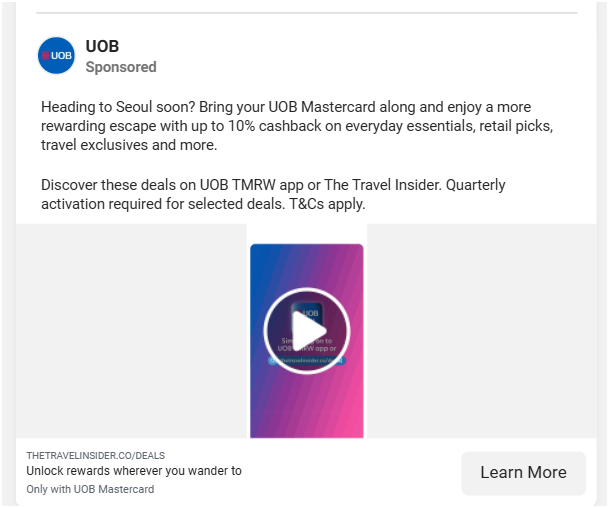 UOB
UOB
Sponsored
Heading to Seoul soon? Bring your UOB Mastercard along and enjoy a more
rewarding escape with up to 10% cashback on everyday essentials, retail picks,
travel exclusives and more.
Discover these deals on UOB TMRW app or The Travel Insider. Quarterly
activation required for selected deals. T&Cs apply.
UOB
on to
UOB TMRW app or
THETRAVELINSIDER.CO/DEALS
Unlock rewards wherever you wander to
Only with UOB Mastercard
Learn More